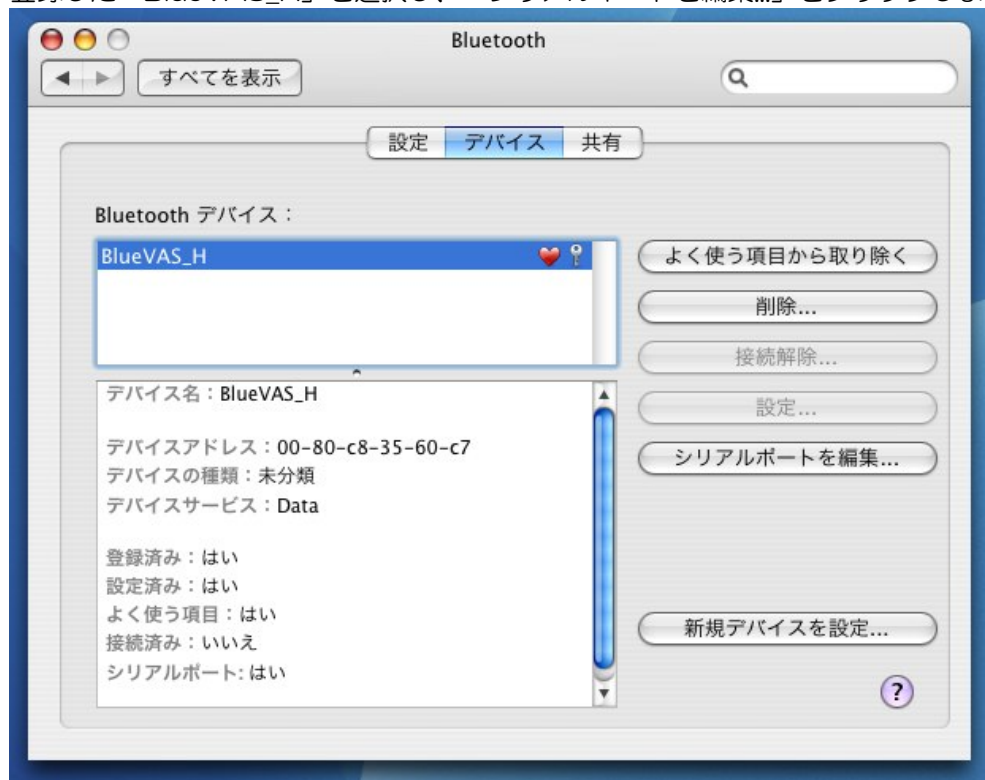 Bluetooth
すべてを表示
設定 デバイス 共有
Bluetooth デバイス：
BlueVAS_H
よく使う項目から取り除く
削除...
接続解除...
設定...
シリアルポートを編集...
新規デバイスを設定...
デバイス名：BlueVAS_H
デバイスアドレス：00-80-c8-35-60-c7
デバイスの種類：未分類
デバイスサービス：Data
登録済み：はい
設定済み：はい
よく使う項目：はい
接続済み：いいえ
シリアルポート: はい
?